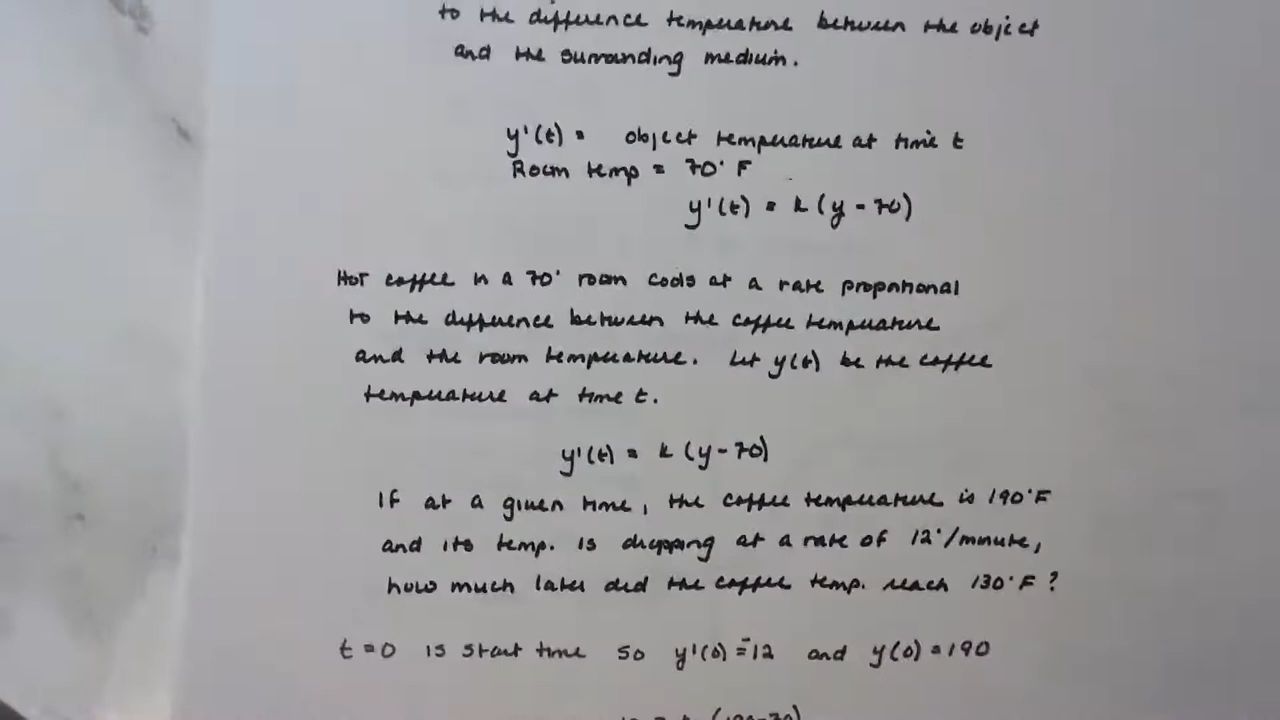 to the difference temperature between the object
and the surrounding medium.
y'(t) = object temperature at time t
Room temp = 70° F
y'(t) = k (y - 70)
Hot coffee in a 70° room cools at a rate proportional
to the difference between the coffee temperature
and the room temperature. Let y(t) be the coffee
temperature at time t.
y'(t) = k (y - 70)
If at a given time, the coffee temperature is 190°F
and its temp. is dropping at a rate of 12°/minute,
how much later did the coffee temp. reach 130°F?
t = 0 is start time so y'(0) = -12 and y(0) = 190
(190-70)